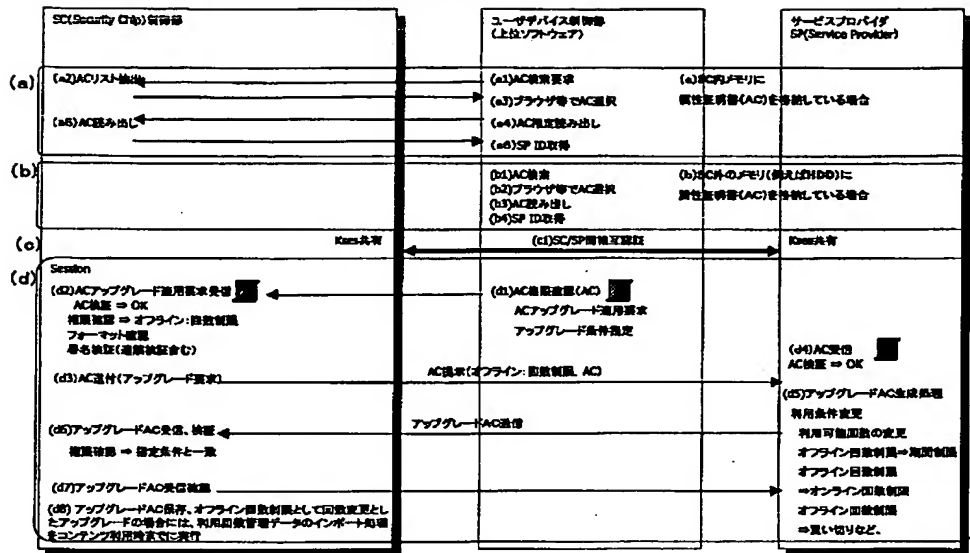 SC(Security Chip)制御部
ユーザデバイス制御部
(上位ソフトウェア)
サービスプロバイダ
SP(Service Provider)
(a)
(a2)ACリスト抽出
(a1)AC検索要求
(a)SC内メモリに
(a3)ブラウザ等でAC選択
属性証明書(AC)を格納している場合
(a5)AC読み出し
(a4)AC指定読み出し
(a6)SP ID取得
(b)
(b1)AC検索
(b)SC外のメモリ(例えばHDD)に
(b2)ブラウザ等でAC選択
属性証明書(AC)を格納している場合
(b3)AC読み出し
(b4)SP ID取得
(c)
Kses共有
(c1)SC/SP間相互認証
Kses共有
(d)
Session
(d2)ACアップグレード適用要求受信
(d1)AC権限確認(AC)
AC検証 ⇒ OK
ACアップグレード適用要求
権限確認 ⇒ オフライン:回数制限
アップグレード条件指定
フォーマット確認
署名検証(連鎖検証含む)
(d4)AC受信
AC検証 ⇒ OK
(d3)AC送付(アップグレード要求)
AC提示(オフライン:回数制限、AC)
(d5)アップグレードAC生成処理
利用条件変更
(d6)アップグレードAC受信、検証
アップグレードAC送信
利用可能回数の変更
権限確認 ⇒ 指定条件と一致
オフライン回数制限⇒期間制限
オフライン回数制限
(d7)アップグレードAC受信確認
⇒オンライン回数制限
(d8) アップグレードAC保存、オフライン回数制限として回数変更とし
オフライン回数制限
たアップグレードの場合には、利用回数管理データのインポート処理
⇒買い切りなど。
をコンテンツ利用時までに実行